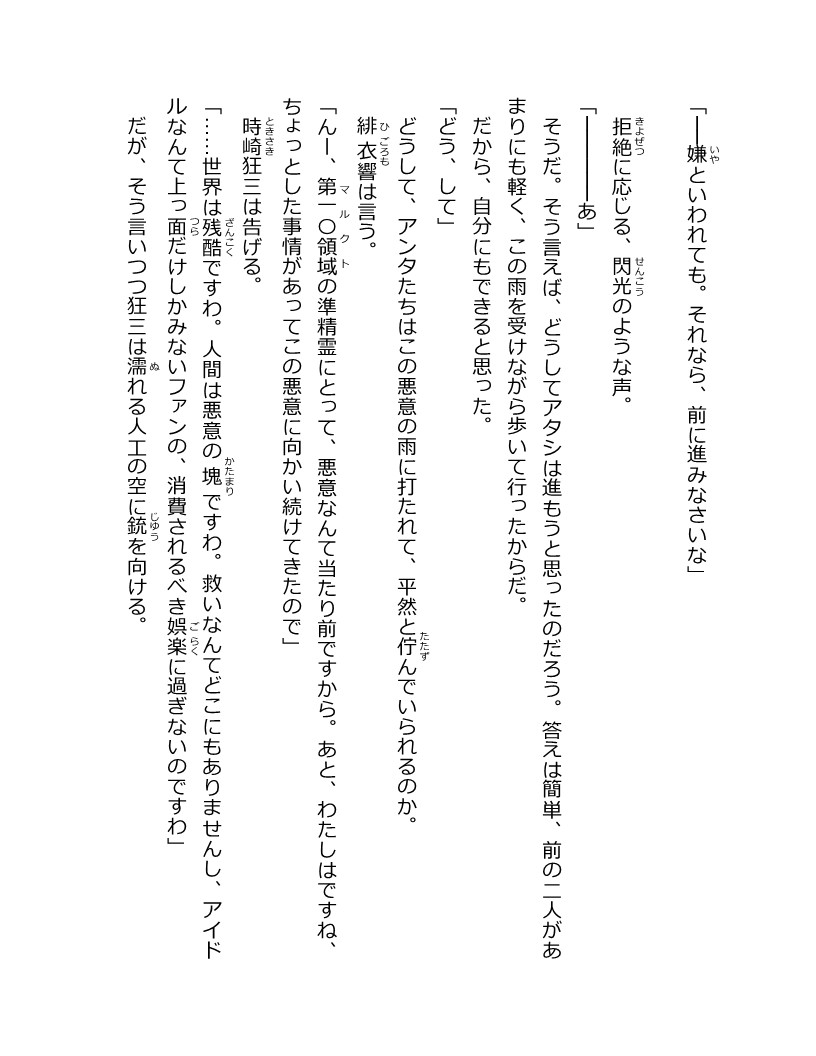 「――嫌といわれても。それなら、前に進みなさいな」
拒絶に応じる、閃光のような声。
「――――あ」
そうだ。そう言えば、どうしてアタシは進もうと思ったのだろう。答えは簡単、前の二人があ
まりにも軽く、この雨を受けながら歩いて行ったからだ。
だから、自分にもできると思った。
「どう、して」
どうして、アンタたちはこの悪意の雨に打たれて、平然と佇んでいられるのか。
緋衣響は言う。
「んー、第一〇領域の準精霊にとって、悪意なんて当たり前ですから。あと、わたしはですね、
ちょっとした事情があってこの悪意に向かい続けてきたので」
時崎狂三は告げる。
「……世界は残酷ですわ。人間は悪意の塊ですわ。救いなんてどこにもありませんし、アイド
ルなんて上っ面だけしかみないファンの、消費されるべき娯楽に過ぎないのですわ」
だが、そう言いつつ狂三は濡れる人工の空に銃を向ける。